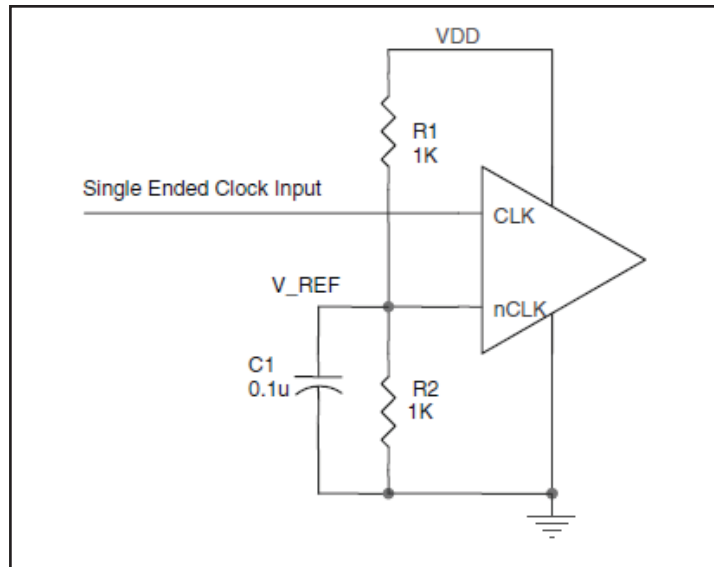 VDD
R1
1K
Single Ended Clock Input
CLK
V_REF
nCLK
C1
0.1u
R2
1K